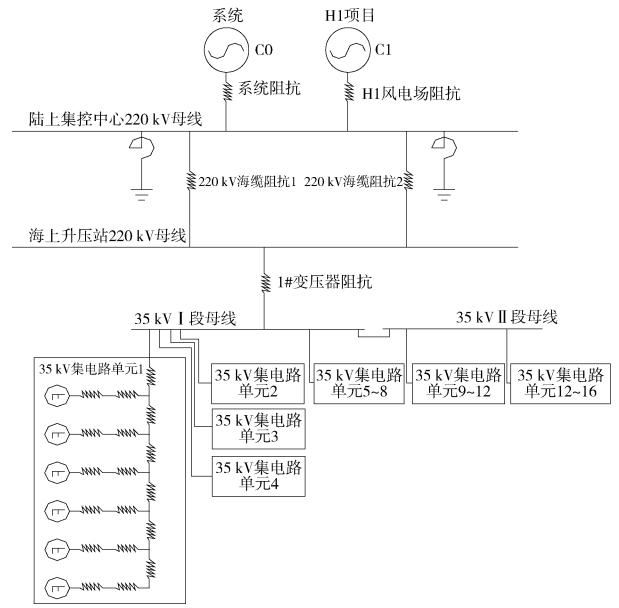 系统
H1项目
C0
C1
系统阻抗
H1风电场阻抗
陆上集控中心220 kV母线
220 kV海缆阻抗1
220 kV海缆阻抗2
海上升压站220 kV母线
1#变压器阻抗
35 kVⅠ段母线
35 kVⅡ段母线
35 kV集电路单元1
35 kV集电路
单元2
35 kV集电路
单元5~8
35 kV集电路
单元9~12
35 kV集电路
单元12~16
35 kV集电路
单元3
35 kV集电路
单元4